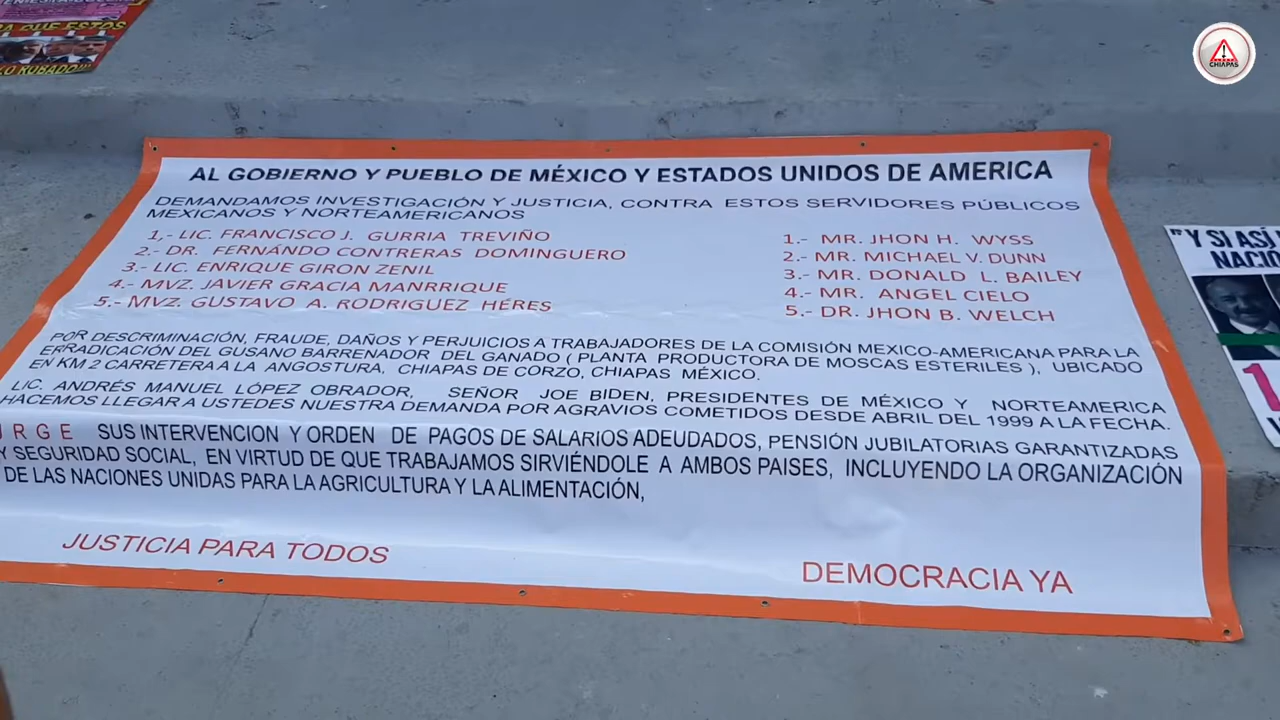 RA QUE ESTOS
LO ROBADO!!
CHIAPAS
AL GOBIERNO Y PUEBLO DE MÉXICO Y ESTADOS UNIDOS DE AMERICA
DEMANDAMOS INVESTIGACIÓN Y JUSTICIA, CONTRA ESTOS SERVIDORES PÚBLICOS
MEXICANOS Y NORTEAMERICANOS
1,- LIC. FRANCISCO J. GURRIA TREVIÑO
2.- DR. FERNÁNDO CONTRERAS DOMINGUERO
3.- LIC. ENRIQUE GIRON ZENIL
4.- MVZ. JAVIER GRACIA MANRRIQUE
5.- MVZ. GUSTAVO A. RODRIGUEZ HÉRES
1.- MR. JHON H. WYSS
2.- MR. MICHAEL V. DUNN
3.- MR. DONALD L. BAILEY
4.- MR. ANGEL CIELO
5.- DR. JHON B. WELCH
POR DESCRIMINACIÓN, FRAUDE, DAÑOS Y PERJUICIOS A TRABAJADORES DE LA COMISIÓN MEXICO-AMERICANA PARA LA
ERRADICACIÓN DEL GUSANO BARRENADOR DEL GANADO ( PLANTA PRODUCTORA DE MOSCAS ESTERILES ), UBICADO
EN KM 2 CARRETERA A LA ANGOSTURA, CHIAPAS DE CORZO, CHIAPAS MÉXICO.
LIC. ANDRÉS MANUEL LÓPEZ OBRADOR, SEÑOR JOE BIDEN, PRESIDENTES DE MÉXICO Y NORTEAMERICA
HACEMOS LLEGAR A USTEDES NUESTRA DEMANDA POR AGRAVIOS COMETIDOS DESDE ABRIL DEL 1999 A LA FECHA.
URGE SUS INTERVENCION Y ORDEN DE PAGOS DE SALARIOS ADEUDADOS, PENSIÓN JUBILATORIAS GARANTIZADAS
Y SEGURIDAD SOCIAL, EN VIRTUD DE QUE TRABAJAMOS SIRVIÉNDOLE A AMBOS PAISES, INCLUYENDO LA ORGANIZACIÓN
DE LAS NACIONES UNIDAS PARA LA AGRICULTURA Y LA ALIMENTACIÓN,
JUSTICIA PARA TODOS
DEMOCRACIA YA
"Y SI ASÍ
NACIO
1